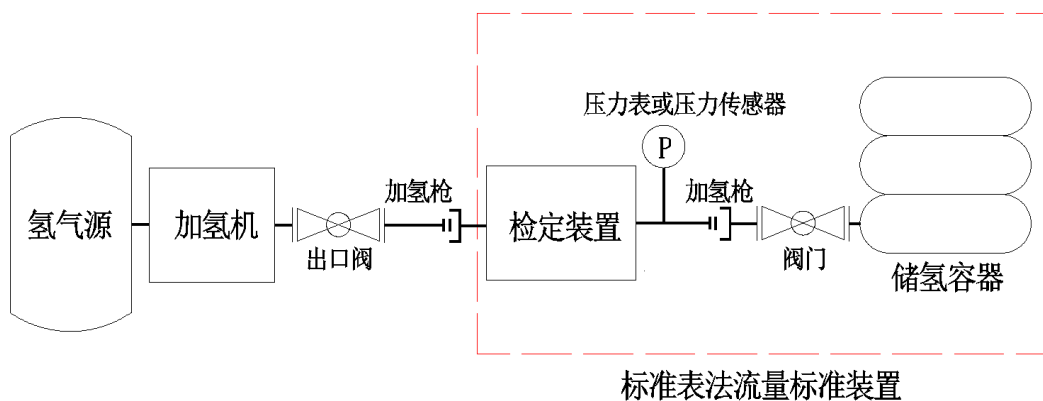 压力表或压力传感器
P
加氢枪
加氢枪
氢气源
加氢机
检定装置
出口阀
阀门
储氢容器
标准表法流量标准装置